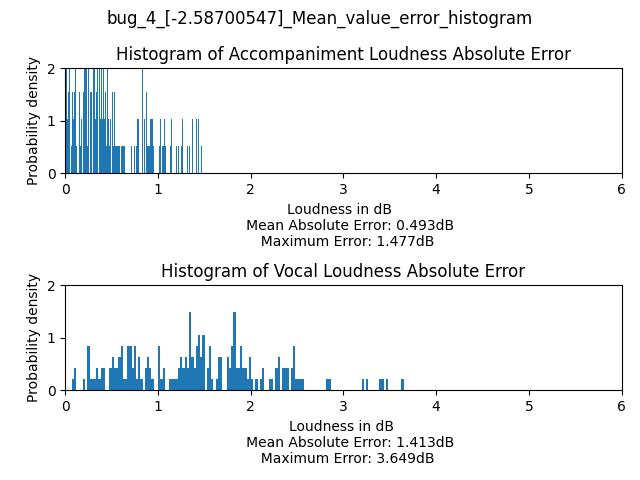 bug_4_[-2.58700547]_Mean_value_error_histogram
Histogram of Accompaniment Loudness Absolute Error
Probability density
2
1
0
0 1 2 3 4 5 6
Loudness in dB
Mean Absolute Error: 0.493dB
Maximum Error: 1.477dB
Histogram of Vocal Loudness Absolute Error
Probability density
2
1
0
0 1 2 3 4 5 6
Loudness in dB
Mean Absolute Error: 1.413dB
Maximum Error: 3.649dB